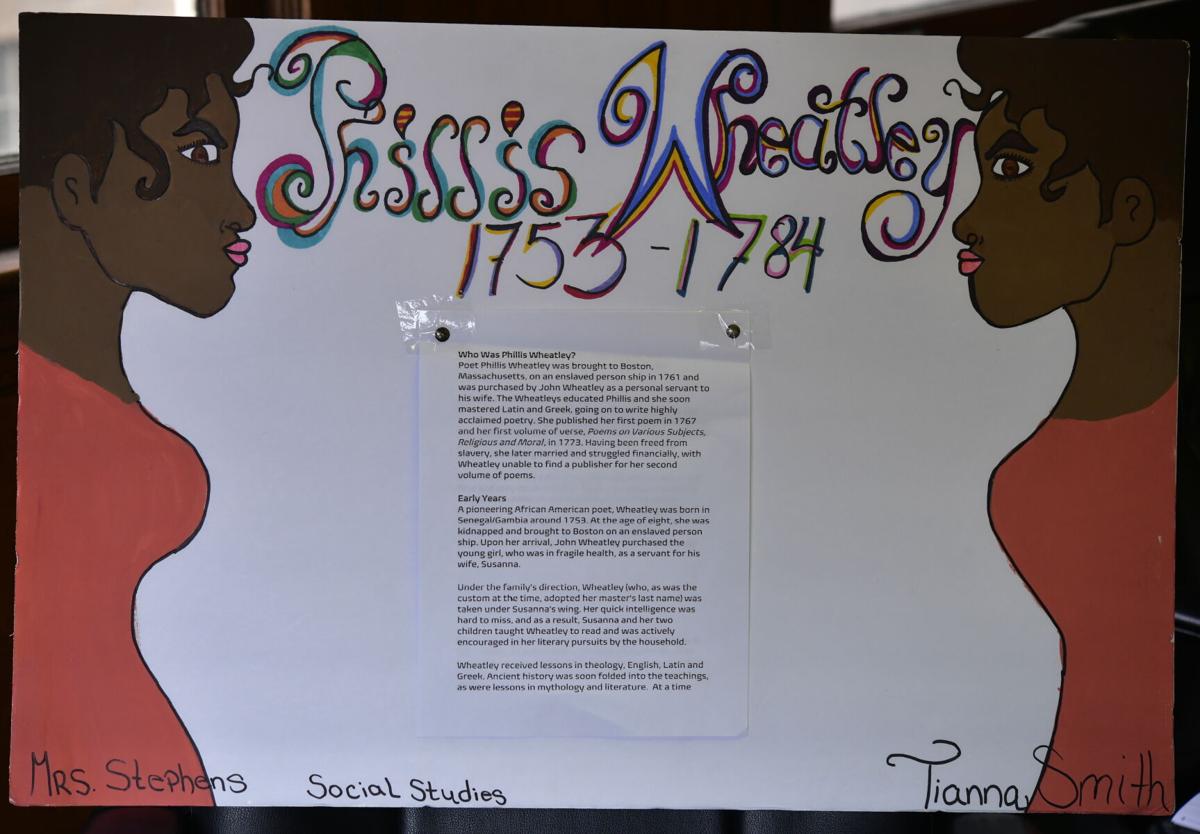 Phillis Wheatley
1753-1784
Who Was Phillis Wheatley?
Poet Phillis Wheatley was brought to Boston,
Massachusetts, on an enslaved person ship in 1761 and
was purchased by John Wheatley as a personal servant to
his wife. The Wheatleys educated Phillis and she soon
mastered Latin and Greek, going on to write highly
acclaimed poetry. She published her first poem in 1767
and her first volume of verse, Poems on Various Subjects,
Religious and Moral, in 1773. Having been freed from
slavery, she later married and struggled financially, with
Wheatley unable to find a publisher for her second
volume of poems.
Early Years
A pioneering African American poet, Wheatley was born in
Senegal/Gambia around 1753. At the age of eight, she was
kidnapped and brought to Boston on an enslaved person
ship. Upon her arrival, John Wheatley purchased the
young girl, who was in fragile health, as a servant for his
wife, Susanna.
Under the family's direction, Wheatley (who, as was the
custom at the time, adopted her master's last name) was
taken under Susanna's wing. Her quick intelligence was
hard to miss, and as a result, Susanna and her two
children taught Wheatley to read and was actively
encouraged in her literary pursuits by the household.
Wheatley received lessons in theology, English, Latin and
Greek. Ancient history was soon folded into the teachings,
as were lessons in mythology and literature. At a time
Mrs. Stephens
Social Studies
Tianna Smith